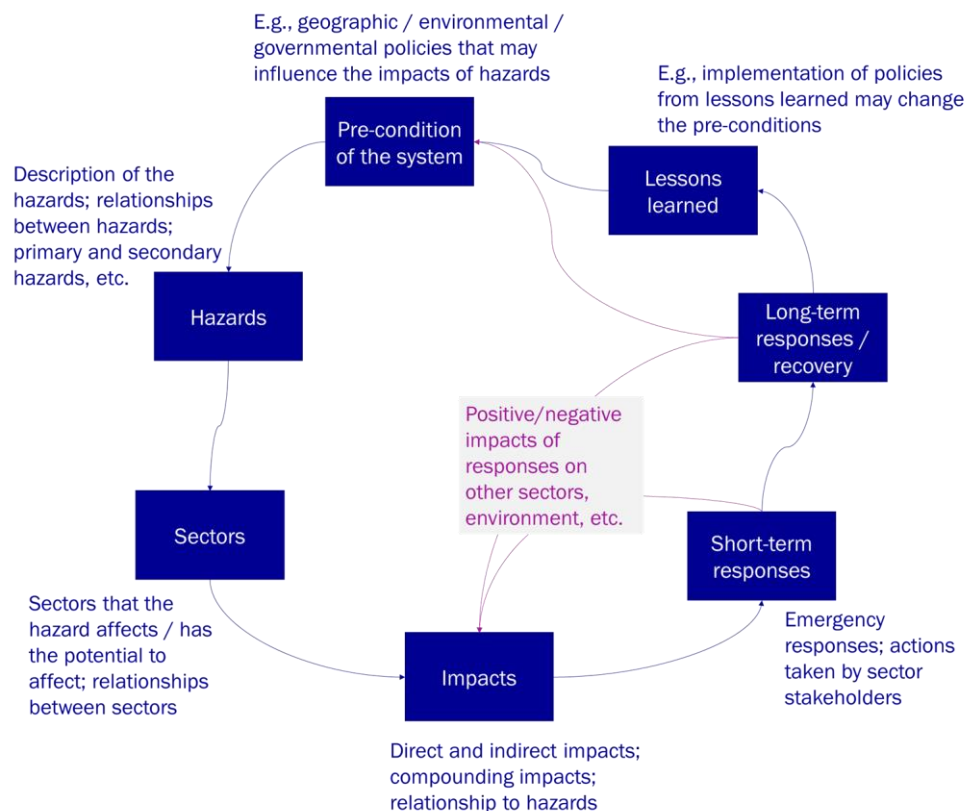 E.g., geographic / environmental /
governmental policies that may
influence the impacts of hazards
E.g., implementation of policies
from lessons learned may change
the pre-conditions
Pre-condition
of the system
Lessons
learned
Description of the
hazards; relationships
between hazards;
primary and secondary
hazards, etc.
Hazards
Long-term
responses /
recovery
Positive/negative
impacts of
responses on
other sectors,
environment, etc.
Sectors
Short-term
responses
Sectors that the
hazard affects / has
the potential to
affect; relationships
between sectors
Impacts
Emergency
responses; actions
taken by sector
stakeholders
Direct and indirect impacts;
compounding impacts;
relationship to hazards